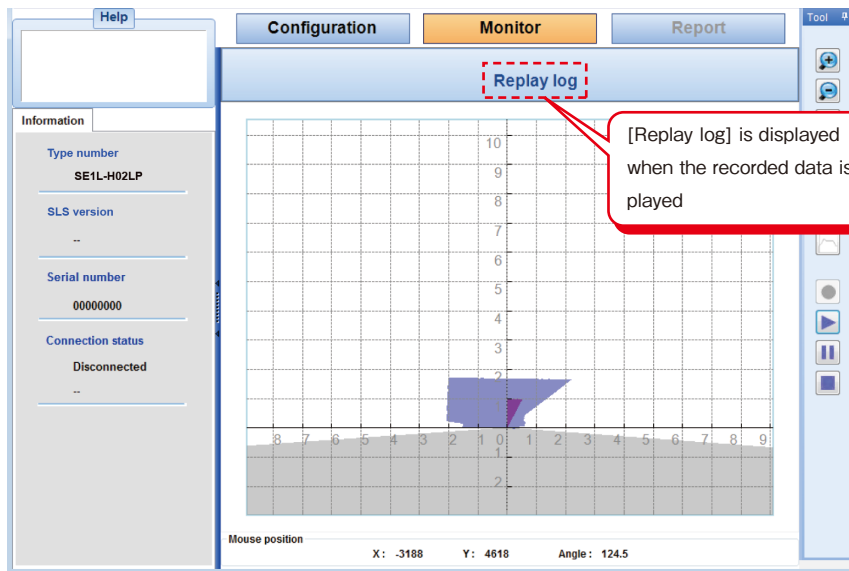 Help
Configuration
Monitor
Report
Tool
Replay log
[Replay log] is displayed
when the recorded data is
played
Information
Type number
SE1L-H02LP
SLS version
--
Serial number
00000000
Connection status
Disconnected
--
10
9
8
7
6
5
4
3
2
8 7 6 5 4 3 2 1 0 1 2 3 4 5 6 7 8 9
1
2
Mouse position
X: -3188 Y: 4618 Angle: 124.5